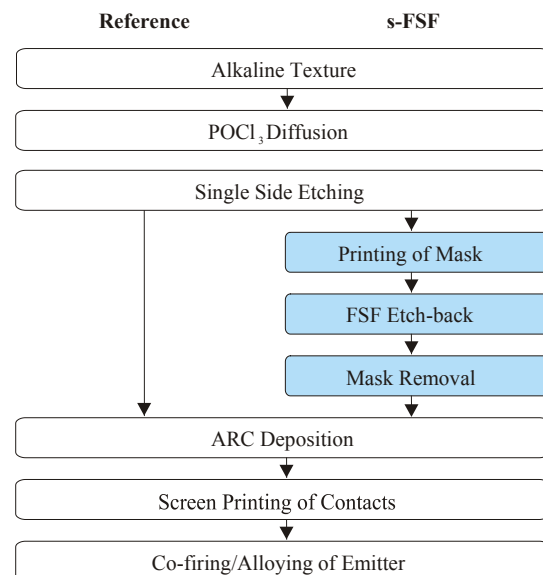 Reference s-FSF
Alkaline Texture
POCl₃ Diffusion
Single Side Etching
Printing of Mask
FSF Etch-back
Mask Removal
ARC Deposition
Screen Printing of Contacts
Co-firing/Alloying of Emitter